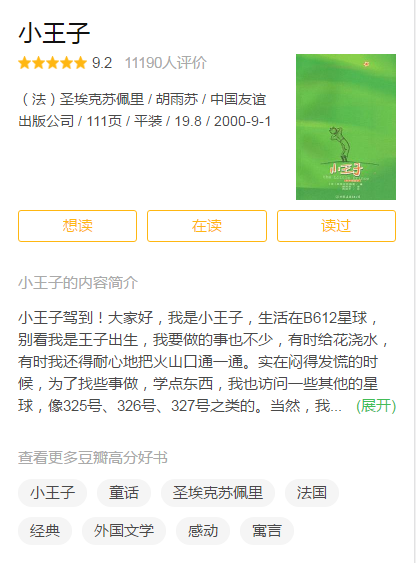 小王子
9.2 11190人评价
（法）圣埃克苏佩里 / 胡雨苏 / 中国友谊
出版公司 / 111页 / 平装 / 19.8 / 2000-9-1
小王子
想读 在读 读过
小王子的内容简介
小王子驾到！大家好，我是小王子，生活在B612星球，
别看我是王子出生，我要做的事也不少，有时给花浇水，
有时我还得耐心地把火山口通一通。实在闷得发慌的时
候，为了找些事做，学点东西，我也访问一些其他的星
球，像325号、326号、327号之类的。当然，我... (展开)
查看更多豆瓣高分好书
小王子 童话 圣埃克苏佩里 法国
经典 外国文学 感动 寓言